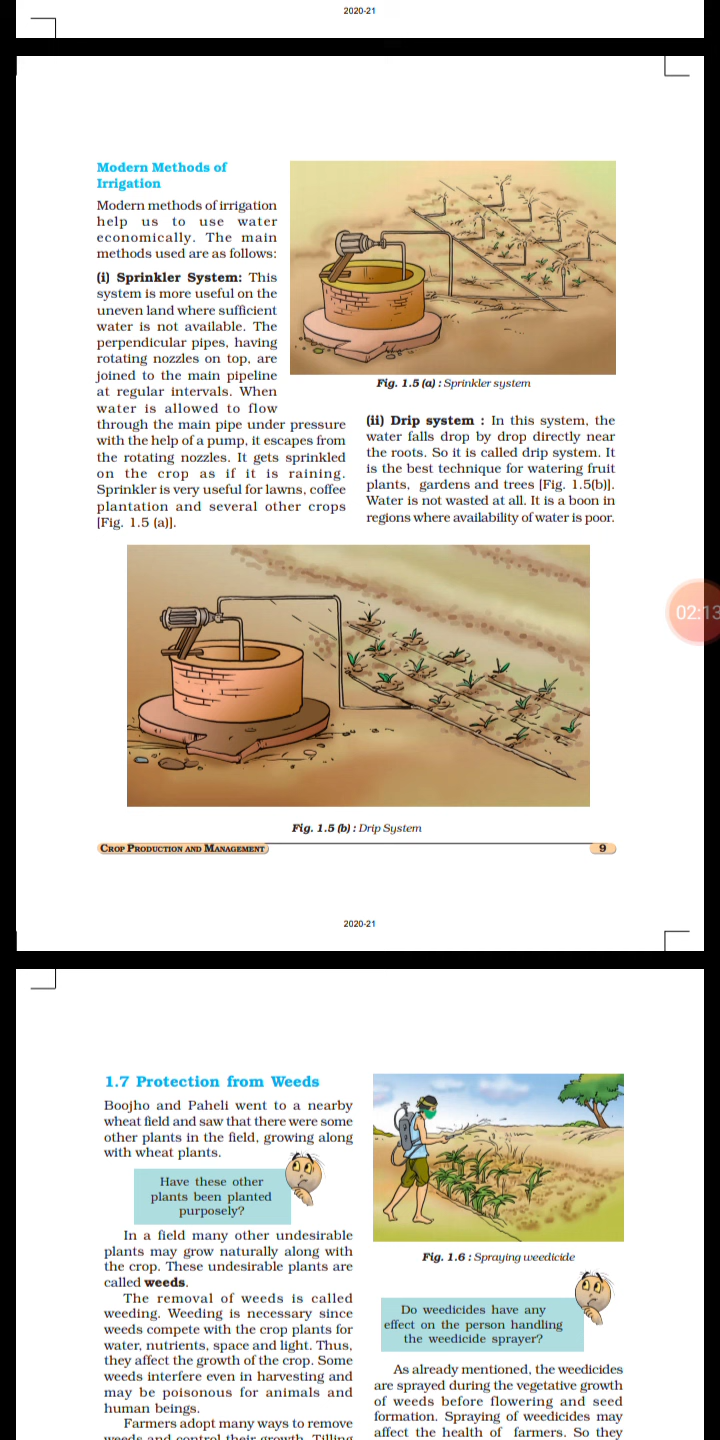 2020-21
Modern Methods of
Irrigation
Modern methods of irrigation
help us to use water
economically. The main
methods used are as follows:
(i) Sprinkler System: This
system is more useful on the
uneven land where sufficient
water is not available. The
perpendicular pipes, having
rotating nozzles on top, are
joined to the main pipeline
at regular intervals. When
water is allowed to flow
through the main pipe under pressure
with the help of a pump, it escapes from
the rotating nozzles. It gets sprinkled
on the crop as if it is raining.
Sprinkler is very useful for lawns, coffee
plantation and several other crops
[Fig. 1.5 (a)].
Fig. 1.5 (a) : Sprinkler system
(ii) Drip system : In this system, the
water falls drop by drop directly near
the roots. So it is called drip system. It
is the best technique for watering fruit
plants, gardens and trees [Fig. 1.5(b)].
Water is not wasted at all. It is a boon in
regions where availability of water is poor.
02:13
Fig. 1.5 (b) : Drip System
CROP PRODUCTION AND MANAGEMENT
9
2020-21
1.7 Protection from Weeds
Boojho and Paheli went to a nearby
wheat field and saw that there were some
other plants in the field, growing along
with wheat plants.
Have these other
plants been planted
purposely?
In a field many other undesirable
plants may grow naturally along with
the crop. These undesirable plants are
called weeds.
The removal of weeds is called
weeding. Weeding is necessary since
weeds compete with the crop plants for
water, nutrients, space and light. Thus,
they affect the growth of the crop. Some
weeds interfere even in harvesting and
may be poisonous for animals and
human beings.
Farmers adopt many ways to remove
weeds and control their growth. Tilling
Fig. 1.6 : Spraying weedicide
Do weedicides have any
effect on the person handling
the weedicide sprayer?
As already mentioned, the weedicides
are sprayed during the vegetative growth
of weeds before flowering and seed
formation. Spraying of weedicides may
affect the health of farmers. So they